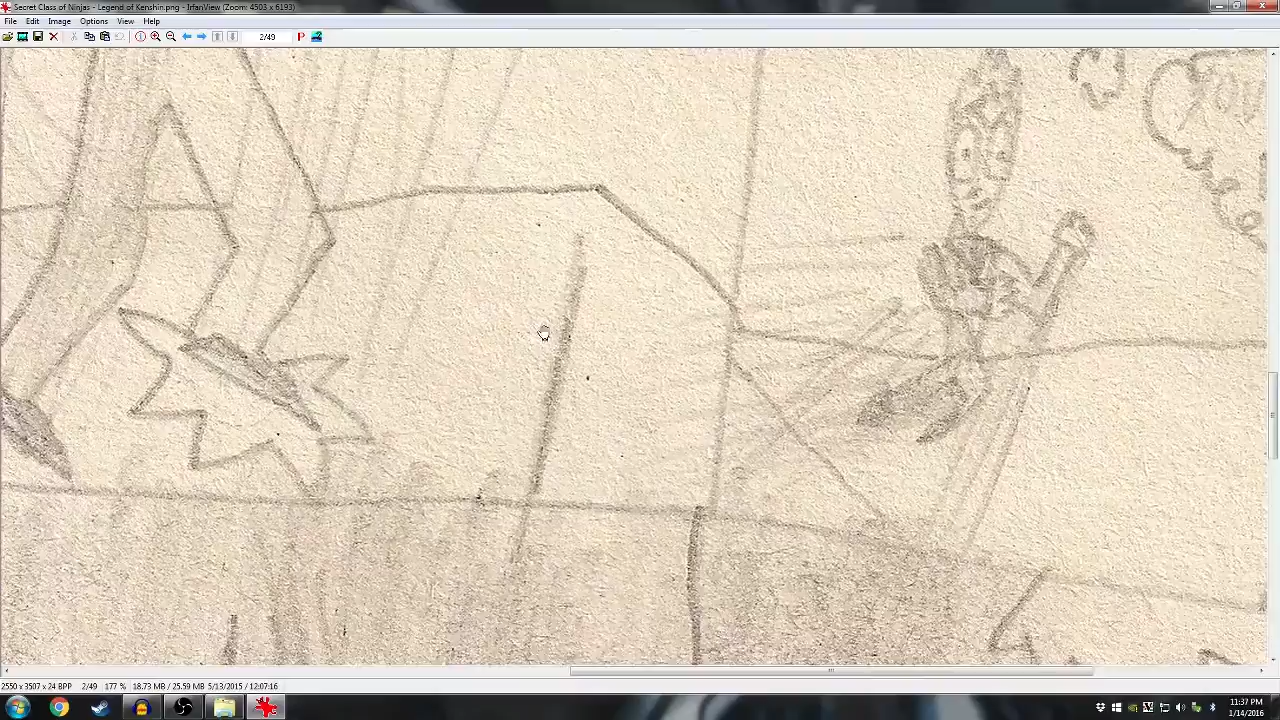 Secret Class of Ninjas - Legend of Kenshin.png - IrfanView (Zoom: 4503 x 6193)
File Edit Image Options View Help
2/49
2550 x 3507 x 24 BPP 2/49 177 % 18.73 MB / 25.59 MB 5/13/2015 / 12:07:16
11:37 PM
1/14/2016